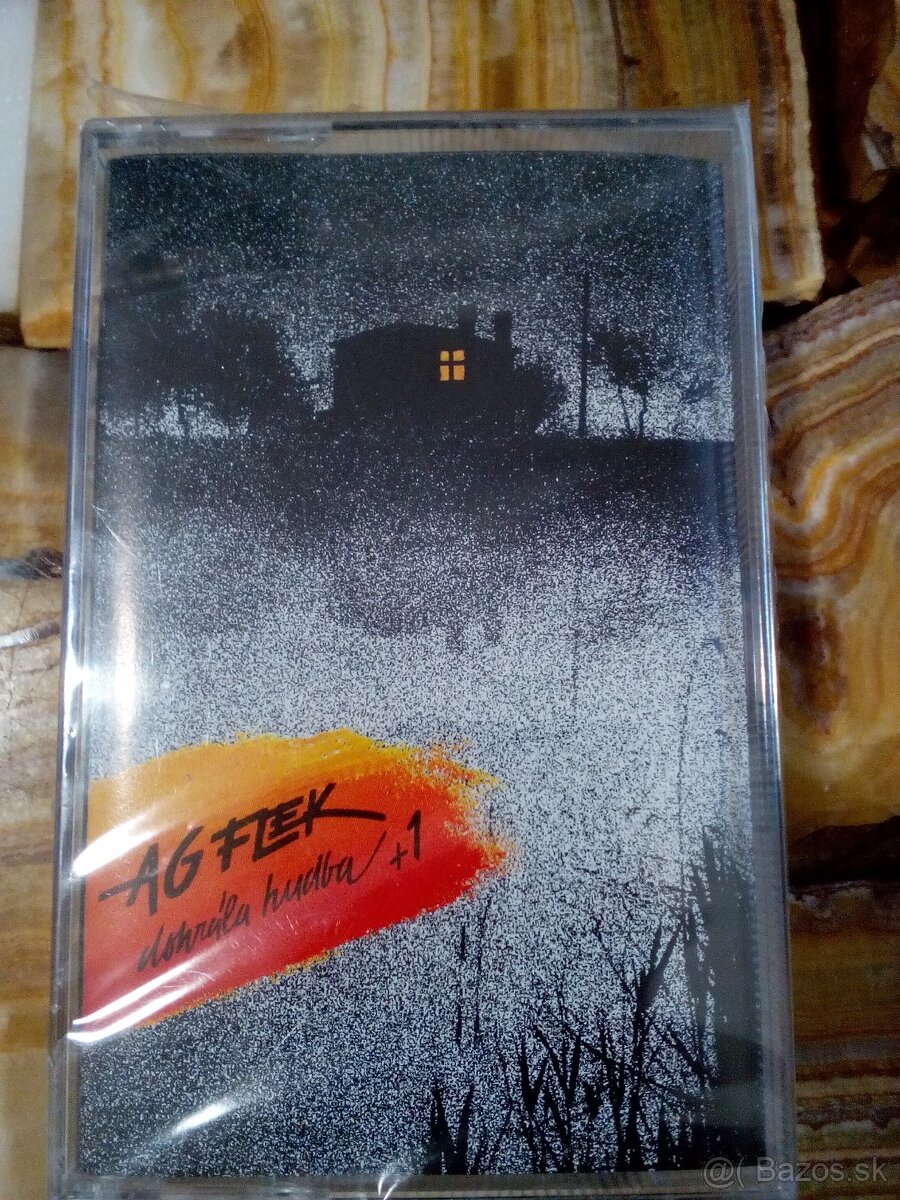 AG FLEK
dohrála hudba +1
@( Bazos.sk